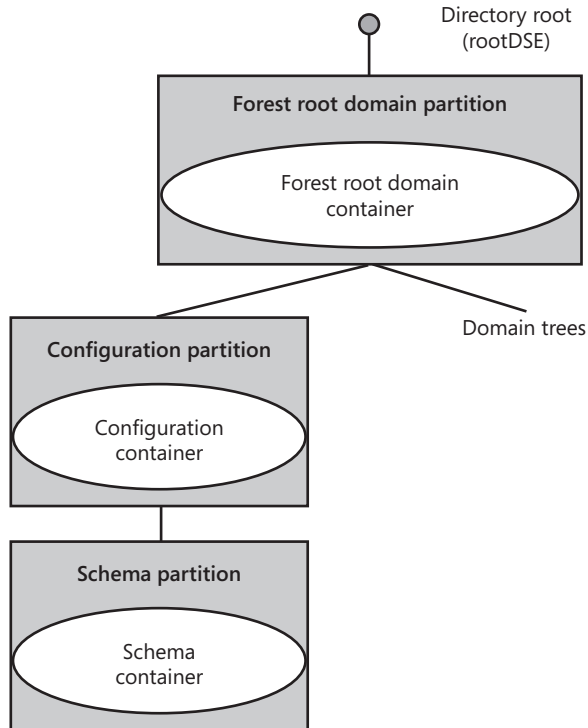 Directory root
(rootDSE)
Forest root domain partition
Forest root domain
container
Domain trees
Configuration partition
Configuration
container
Schema partition
Schema
container